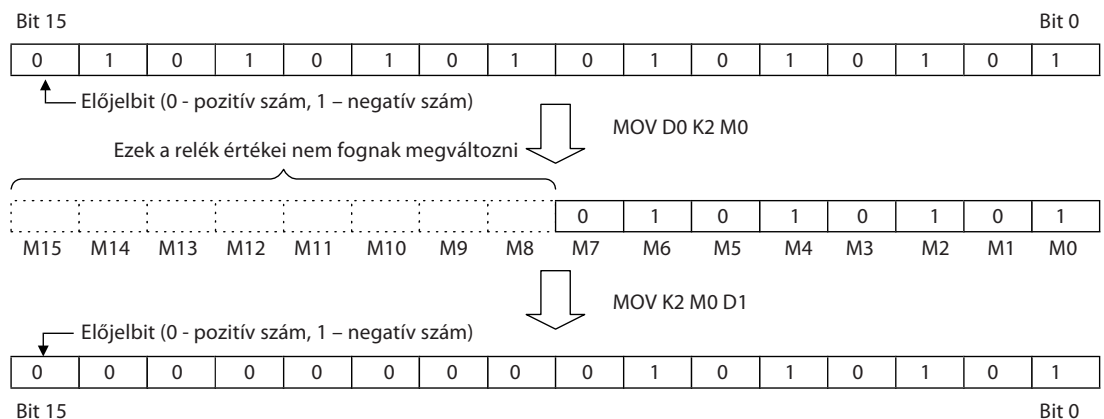 Bit 15 Bit 0
0 1 0 1 0 1 0 1 0 1 0 1 0 1 0 1
Előjelbit (0 - pozitív szám, 1 – negatív szám)
MOV D0 K2 M0
Ezek a relék értékei nem fognak megváltozni
0 1 0 1 0 1 0 1
M15 M14 M13 M12 M11 M10 M9 M8 M7 M6 M5 M4 M3 M2 M1 M0
MOV K2 M0 D1
Előjelbit (0 - pozitív szám, 1 – negatív szám)
0 0 0 0 0 0 0 0 0 1 0 1 0 1 0 1
Bit 15 Bit 0